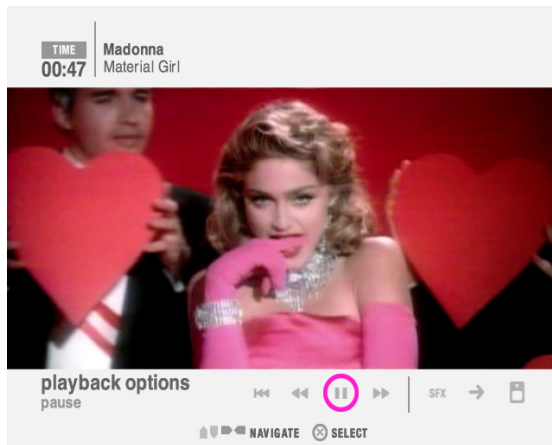 TIME
Madonna
00:47
Material Girl
playback options
pause
SFX
NAVIGATE
SELECT